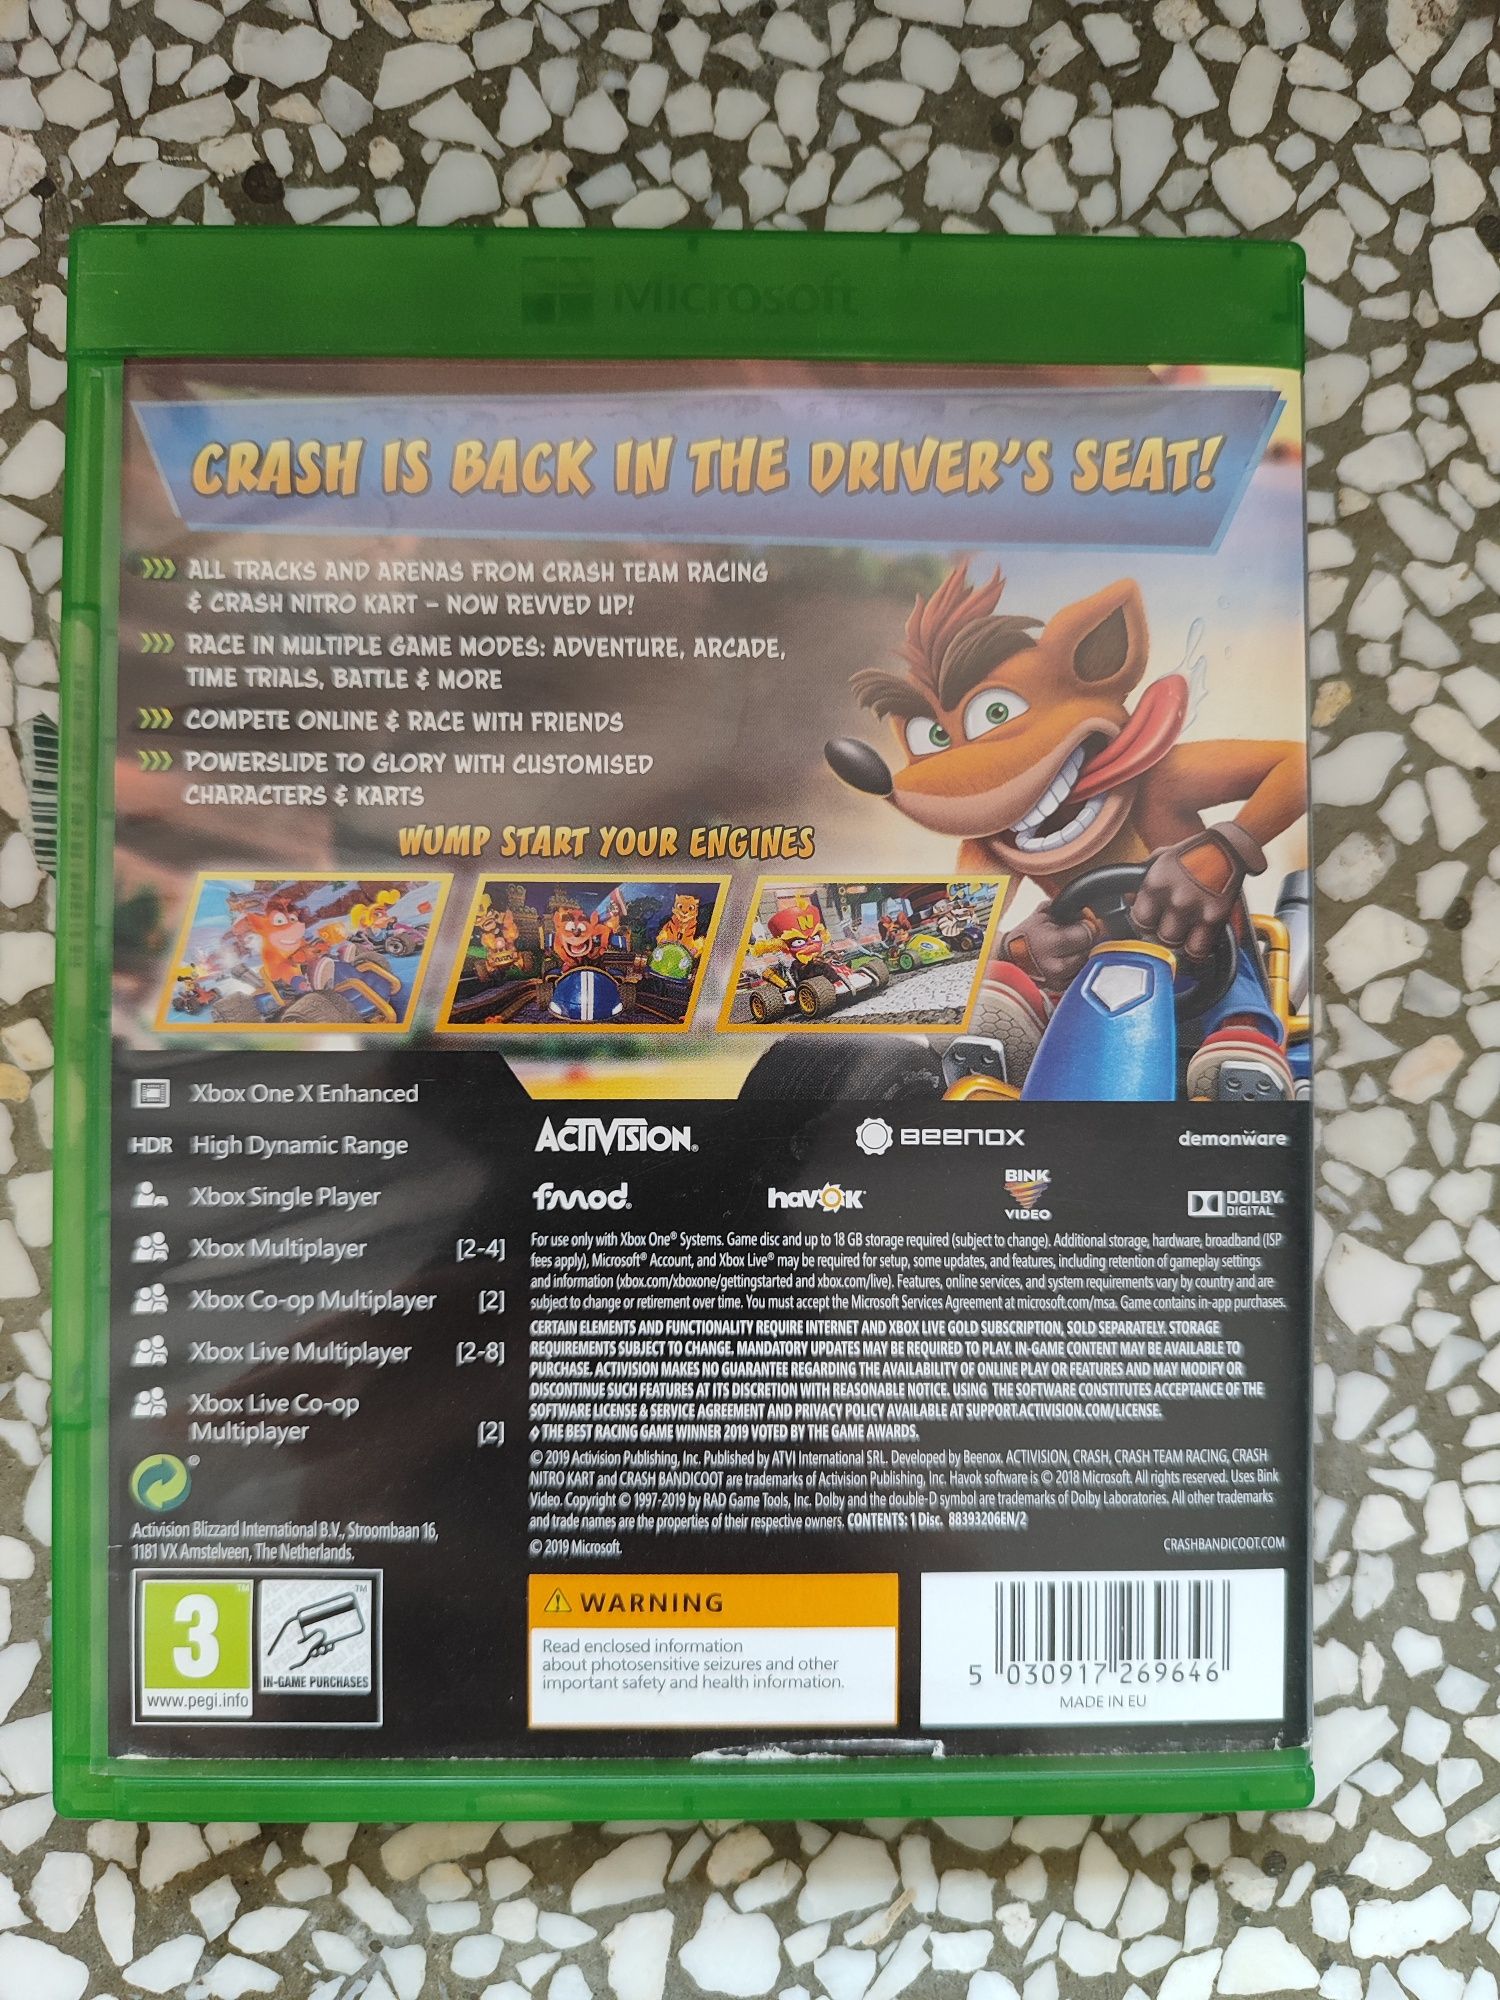 Microsoft
CRASH IS BACK IN THE DRIVER'S SEAT!
ALL TRACKS AND ARENAS FROM CRASH TEAM RACING
& CRASH NITRO KART – NOW REVVED UP!
RACE IN MULTIPLE GAME MODES: ADVENTURE, ARCADE,
TIME TRIALS, BATTLE & MORE
COMPETE ONLINE & RACE WITH FRIENDS
POWERSLIDE TO GLORY WITH CUSTOMISED
CHARACTERS & KARTS
WUMP START YOUR ENGINES
Xbox One X Enhanced
HDR High Dynamic Range
Xbox Single Player
Xbox Multiplayer [2-4]
Xbox Co-op Multiplayer [2]
Xbox Live Multiplayer [2-8]
Xbox Live Co-op
Multiplayer [2]
®
Activision Blizzard International B.V., Stroombaan 16,
1181 VX Amstelveen, The Netherlands.
3 ™
www.pegi.info
™
IN-GAME PURCHASES
ACTIVISION® BEENOX demonware
fmod® havok® BINK VIDEO DOLBY® DIGITAL
For use only with Xbox One® Systems. Game disc and up to 18 GB storage required (subject to change). Additional storage, hardware, broadband (ISP
fees apply), Microsoft® Account, and Xbox Live® may be required for setup, some updates, and features, including retention of gameplay settings
and information (xbox.com/xboxone/gettingstarted and xbox.com/live). Features, online services, and system requirements vary by country and are
subject to change or retirement over time. You must accept the Microsoft Services Agreement at microsoft.com/msa. Game contains in-app purchases.
CERTAIN ELEMENTS AND FUNCTIONALITY REQUIRE INTERNET AND XBOX LIVE GOLD SUBSCRIPTION, SOLD SEPARATELY. STORAGE
REQUIREMENTS SUBJECT TO CHANGE. MANDATORY UPDATES MAY BE REQUIRED TO PLAY. IN-GAME CONTENT MAY BE AVAILABLE TO
PURCHASE. ACTIVISION MAKES NO GUARANTEE REGARDING THE AVAILABILITY OF ONLINE PLAY OR FEATURES AND MAY MODIFY OR
DISCONTINUE SUCH FEATURES AT ITS DISCRETION WITH REASONABLE NOTICE. USING THE SOFTWARE CONSTITUTES ACCEPTANCE OF THE
SOFTWARE LICENSE & SERVICE AGREEMENT AND PRIVACY POLICY AVAILABLE AT SUPPORT.ACTIVISION.COM/LICENSE.
◊ THE BEST RACING GAME WINNER 2019 VOTED BY THE GAME AWARDS.
© 2019 Activision Publishing, Inc. Published by ATVI International SRL. Developed by Beenox. ACTIVISION, CRASH, CRASH TEAM RACING, CRASH
NITRO KART and CRASH BANDICOOT are trademarks of Activision Publishing, Inc. Havok software is © 2018 Microsoft. All rights reserved. Uses Bink
Video. Copyright © 1997-2019 by RAD Game Tools, Inc. Dolby and the double-D symbol are trademarks of Dolby Laboratories. All other trademarks
and trade names are the properties of their respective owners. CONTENTS: 1 Disc. 88393206EN/2
© 2019 Microsoft. CRASHBANDICOOT.COM
WARNING
Read enclosed information
about photosensitive seizures and other
important safety and health information.
5 030917 269646
MADE IN EU